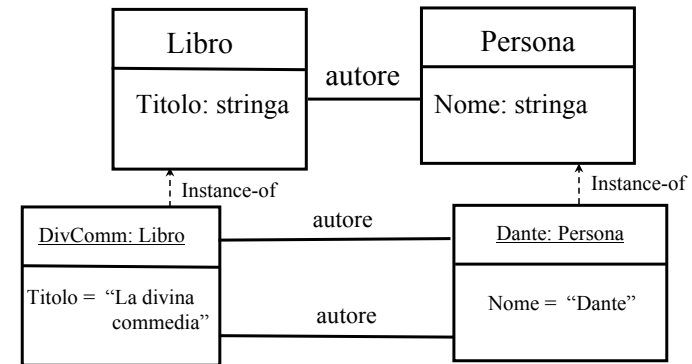 Libro
Persona
autore
Titolo: stringa
Nome: stringa
Instance-of
Instance-of
DivComm: Libro
autore
Dante: Persona
Titolo = “La divina
commedia”
Nome = “Dante”
autore